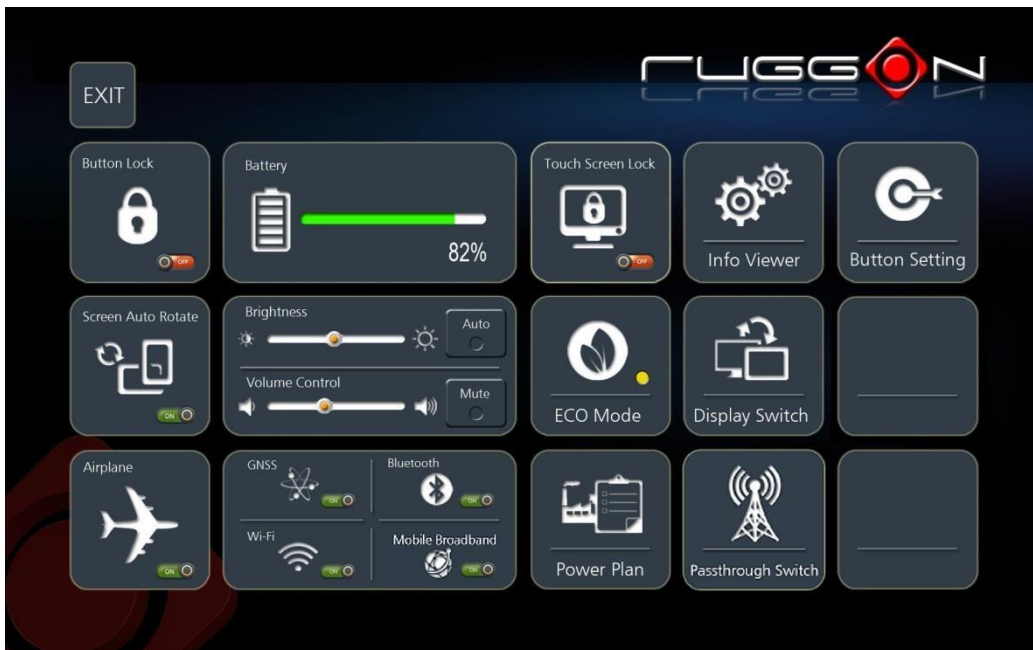 RUGGON
EXIT
Button Lock
OFF
Battery
82%
Touch Screen Lock
OFF
Info Viewer
Button Setting
Screen Auto Rotate
ON
Brightness
Auto
Volume Control
Mute
ECO Mode
Display Switch
Airplane
ON
GNSS
ON
Bluetooth
ON
Wi-Fi
ON
Mobile Broadband
ON
Power Plan
Passthrough Switch